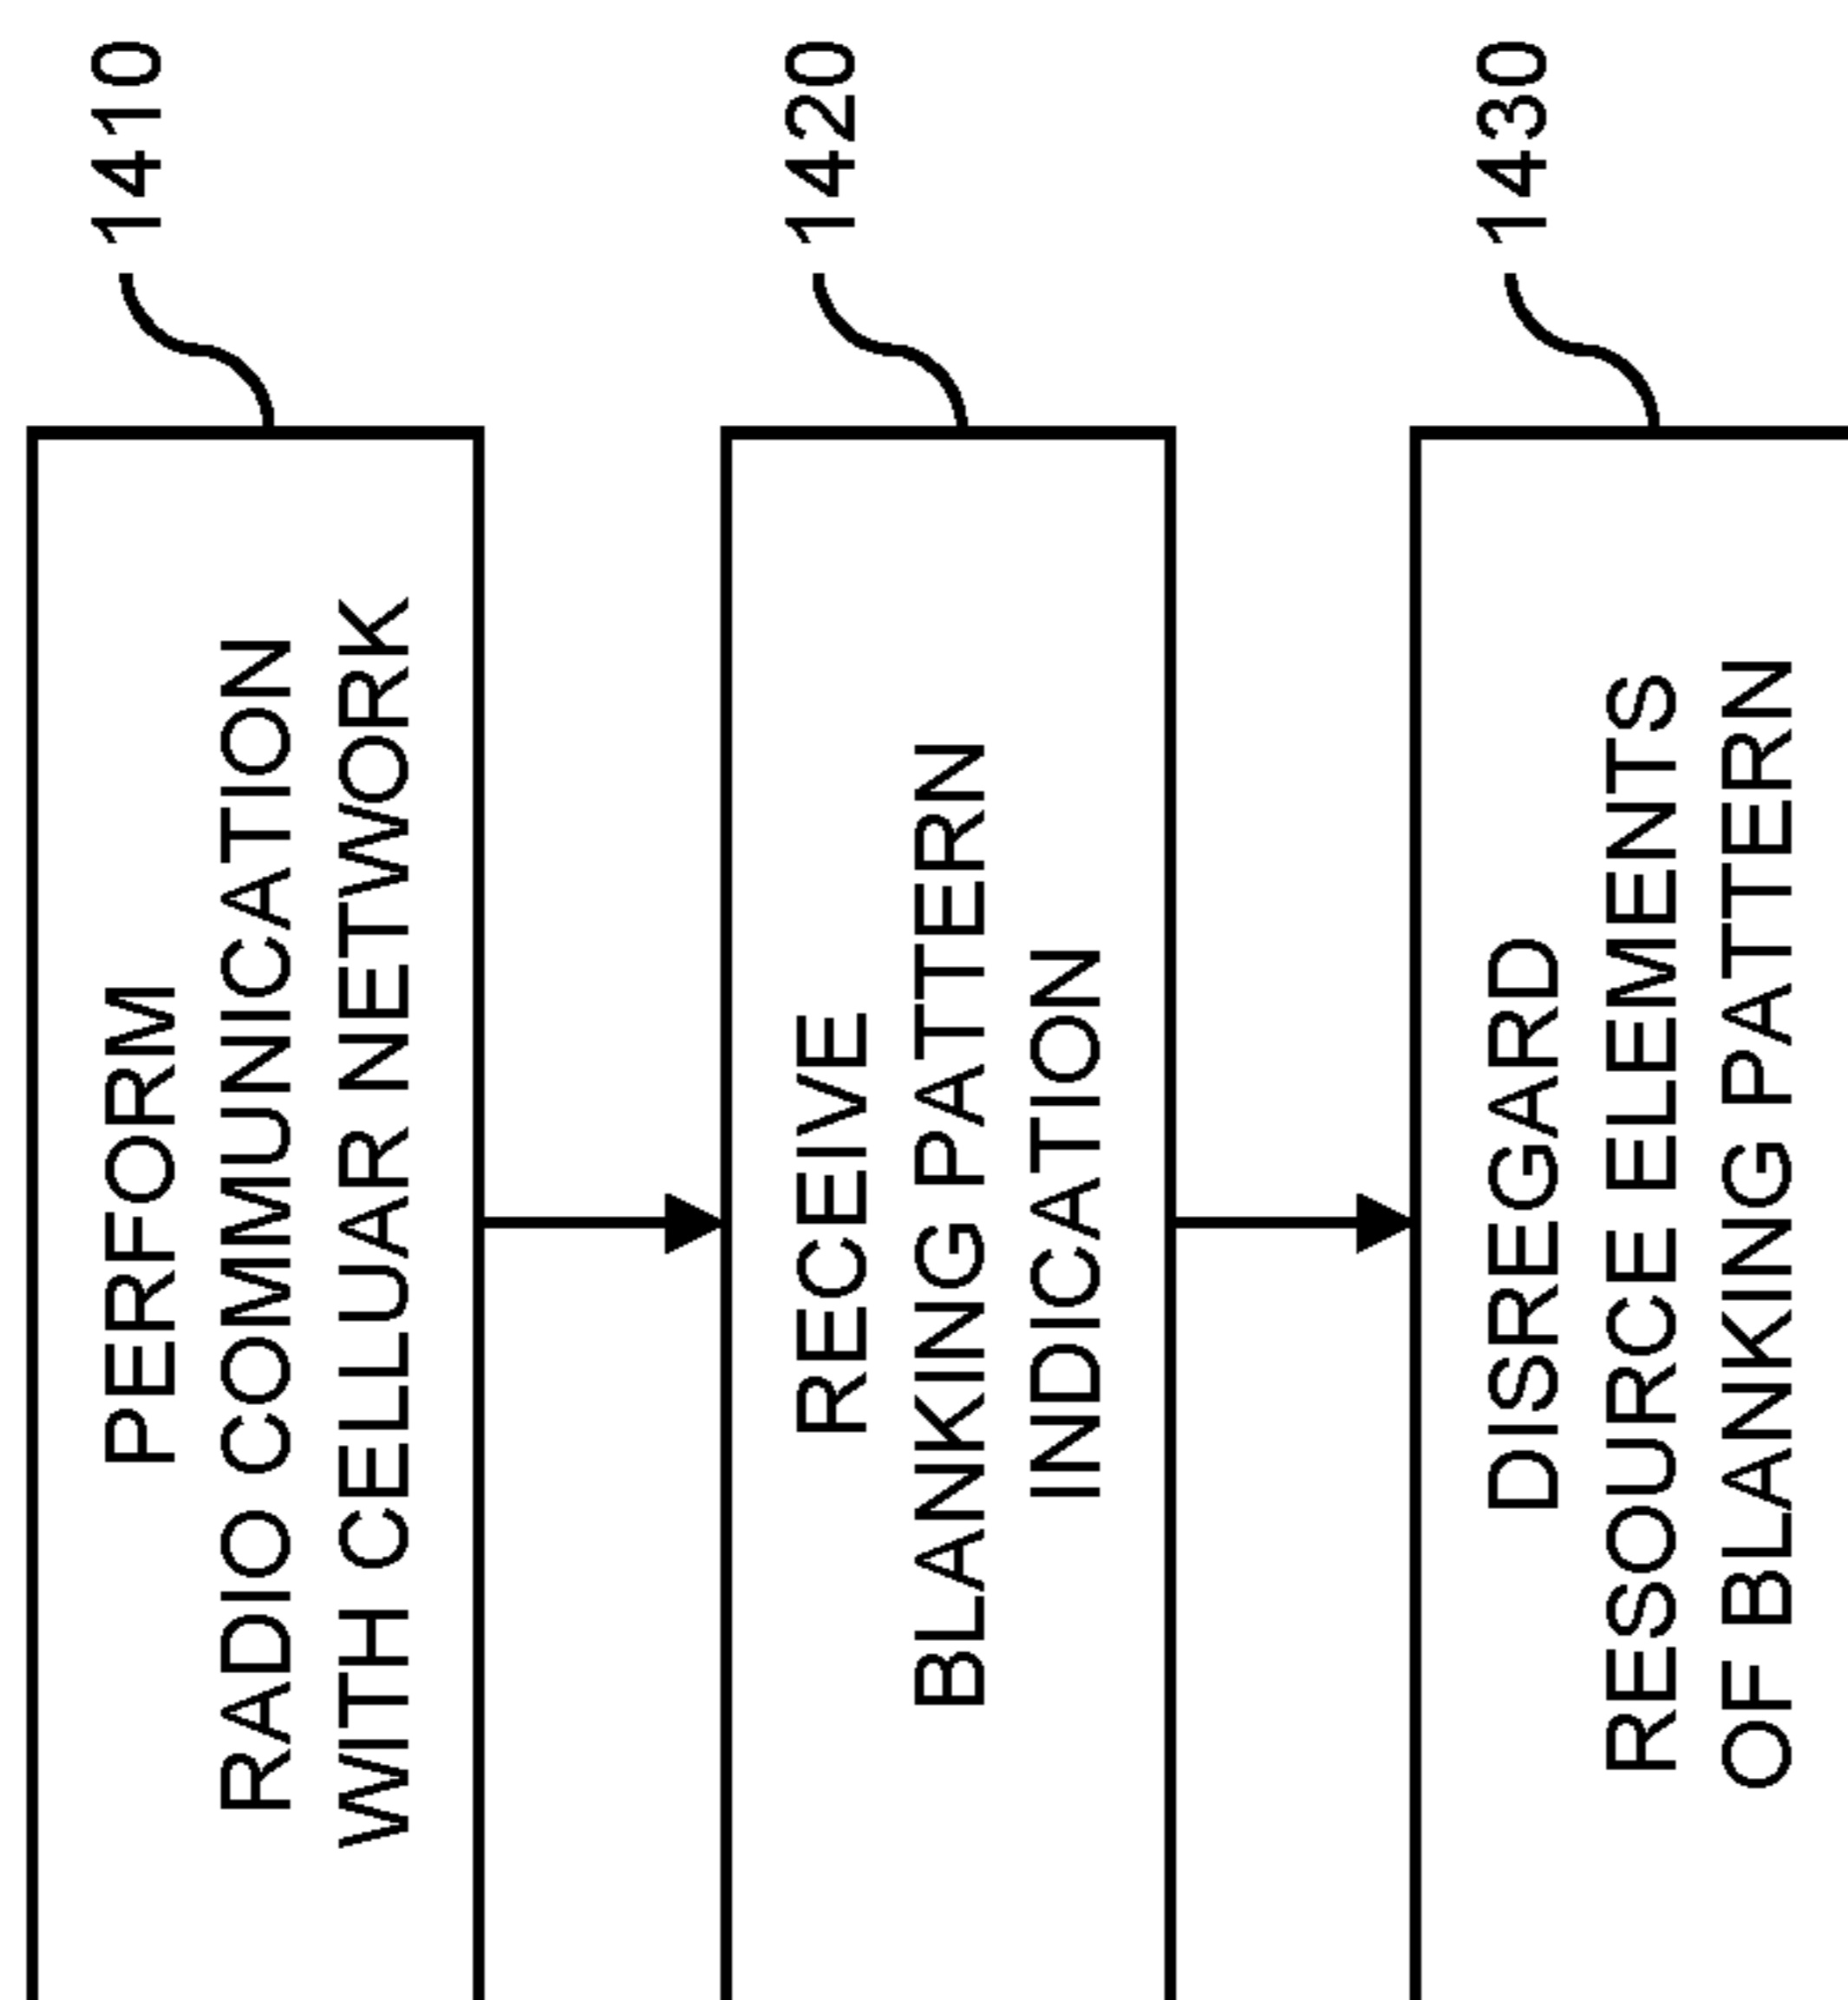 PERFORM
RADIO COMMUNICATION
WITH CELLUAR NETWORK
1410
RECEIVE
BLANKING PATTERN
INDICATION
1420
DISREGARD
RESOURCE ELEMENTS
OF BLANKING PATTERN
1430